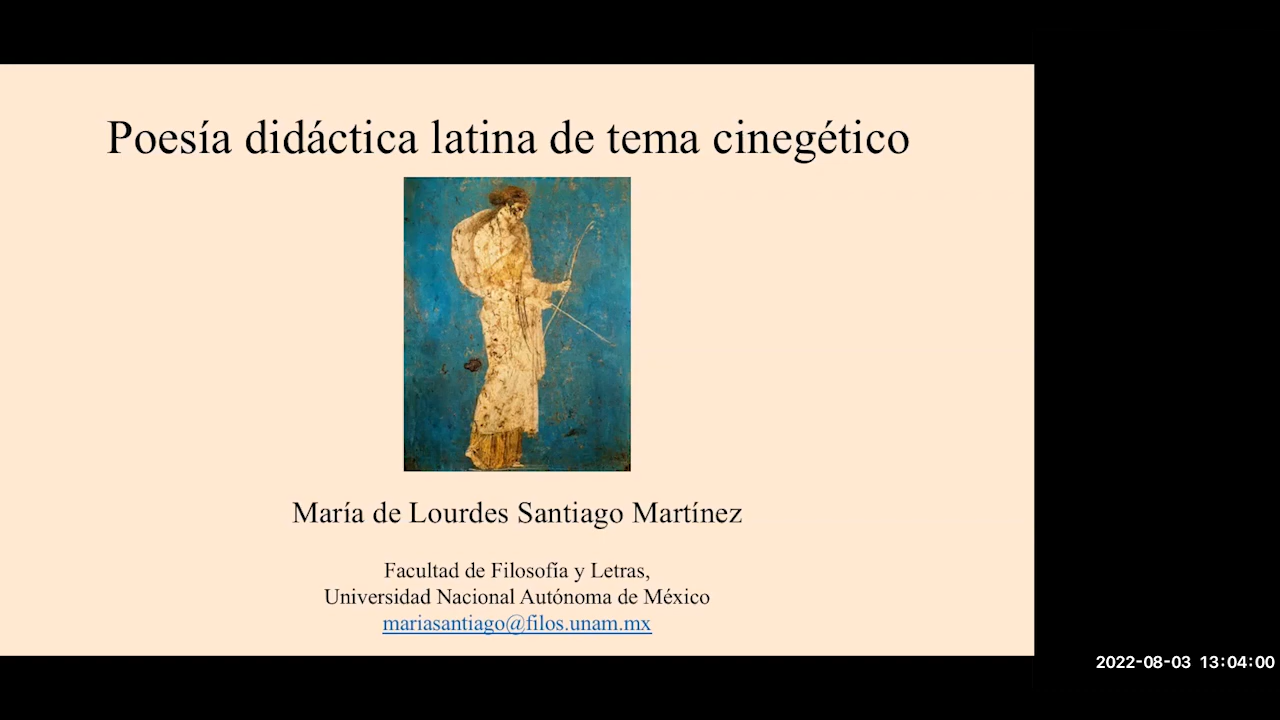 Poesía didáctica latina de tema cinegético
María de Lourdes Santiago Martínez
Facultad de Filosofía y Letras,
Universidad Nacional Autónoma de México
mariasantiago@filos.unam.mx
2022-08-03 13:04:00